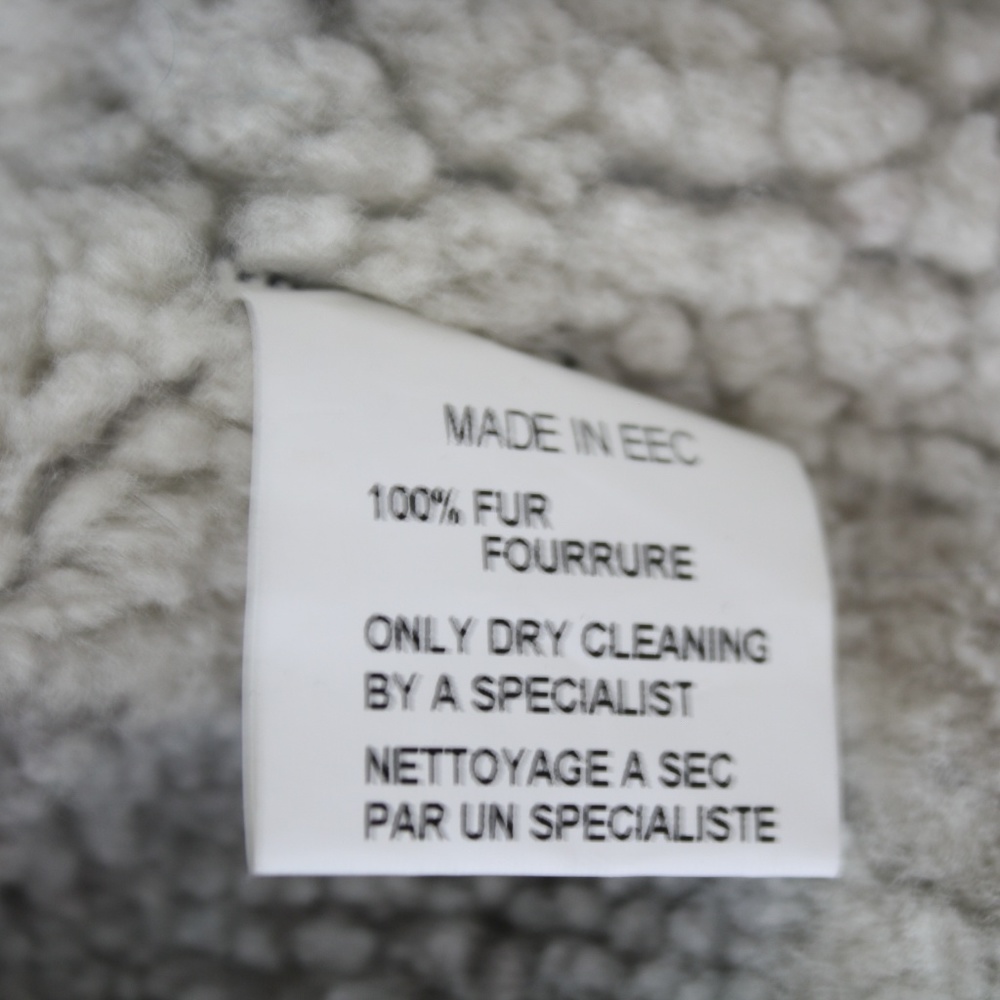 MADE IN EEC
100% FUR
FOURRURE
ONLY DRY CLEANING
BY A SPECIALIST
NETTOYAGE A SEC
PAR UN SPECIALISTE